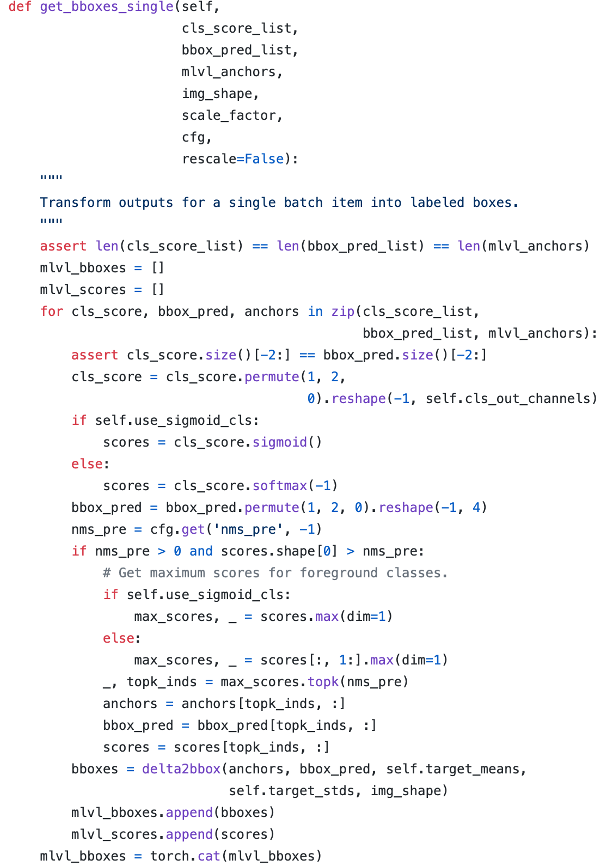 def get_bboxes_single(self,
                      cls_score_list,
                      bbox_pred_list,
                      mlvl_anchors,
                      img_shape,
                      scale_factor,
                      cfg,
                      rescale=False):
    """
    Transform outputs for a single batch item into labeled boxes.
    """
    assert len(cls_score_list) == len(bbox_pred_list) == len(mlvl_anchors)
    mlvl_bboxes = []
    mlvl_scores = []
    for cls_score, bbox_pred, anchors in zip(cls_score_list,
                                             bbox_pred_list, mlvl_anchors):
        assert cls_score.size()[-2:] == bbox_pred.size()[-2:]
        cls_score = cls_score.permute(1, 2,
                                      0).reshape(-1, self.cls_out_channels)
        if self.use_sigmoid_cls:
            scores = cls_score.sigmoid()
        else:
            scores = cls_score.softmax(-1)
        bbox_pred = bbox_pred.permute(1, 2, 0).reshape(-1, 4)
        nms_pre = cfg.get('nms_pre', -1)
        if nms_pre > 0 and scores.shape[0] > nms_pre:
            # Get maximum scores for foreground classes.
            if self.use_sigmoid_cls:
                max_scores, _ = scores.max(dim=1)
            else:
                max_scores, _ = scores[:, 1:].max(dim=1)
            _, topk_inds = max_scores.topk(nms_pre)
            anchors = anchors[topk_inds, :]
            bbox_pred = bbox_pred[topk_inds, :]
            scores = scores[topk_inds, :]
        bboxes = delta2bbox(anchors, bbox_pred, self.target_means,
                            self.target_stds, img_shape)
        mlvl_bboxes.append(bboxes)
        mlvl_scores.append(scores)
    mlvl_bboxes = torch.cat(mlvl_bboxes)